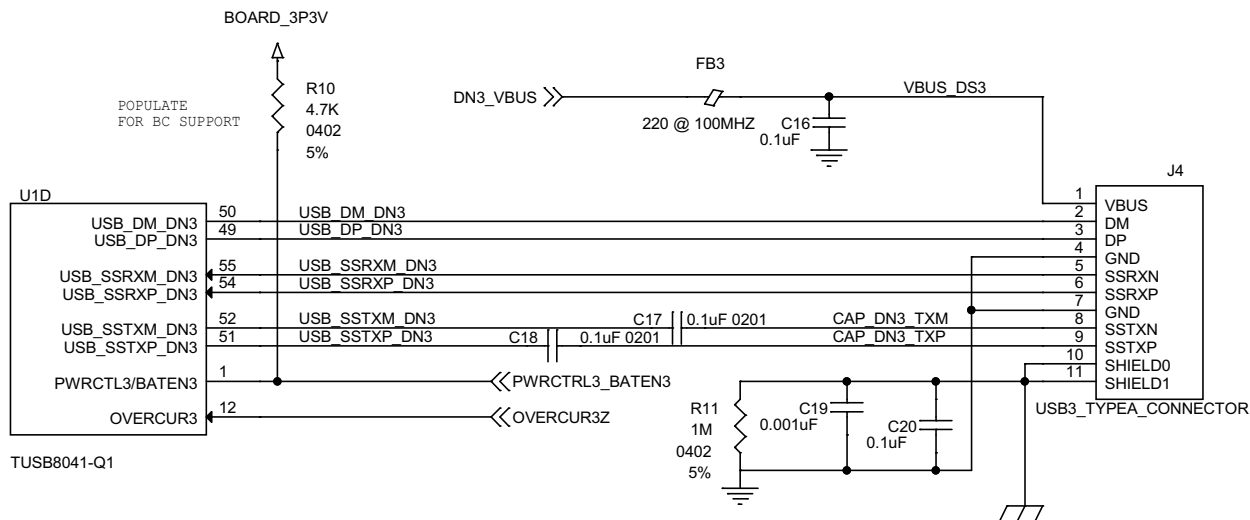 BOARD_3P3V
POPULATE
FOR BC SUPPORT
R10
4.7K
0402
5%
DN3_VBUS
FB3
220 @ 100MHZ
C16
0.1uF
VBUS_DS3
J4
U1D
USB_DM_DN3
50
USB_DM_DN3
USB_DP_DN3
49
USB_DP_DN3
USB_SSRXM_DN3
55
USB_SSRXM_DN3
USB_SSRXP_DN3
54
USB_SSRXP_DN3
USB_SSTXM_DN3
52
USB_SSTXM_DN3
USB_SSTXP_DN3
51
USB_SSTXP_DN3
C17
0.1uF 0201
CAP_DN3_TXM
C18
0.1uF 0201
CAP_DN3_TXP
PWRCTL3/BATEN3
1
PWRCTRL3_BATEN3
OVERCUR3
12
OVERCUR3Z
TUSB8041-Q1
1
VBUS
2
DM
3
DP
4
GND
5
SSRXN
6
SSRXP
7
GND
8
SSTXN
9
SSTXP
10
SHIELD0
11
SHIELD1
USB3_TYPEA_CONNECTOR
R11
1M
0402
5%
C19
0.001uF
C20
0.1uF